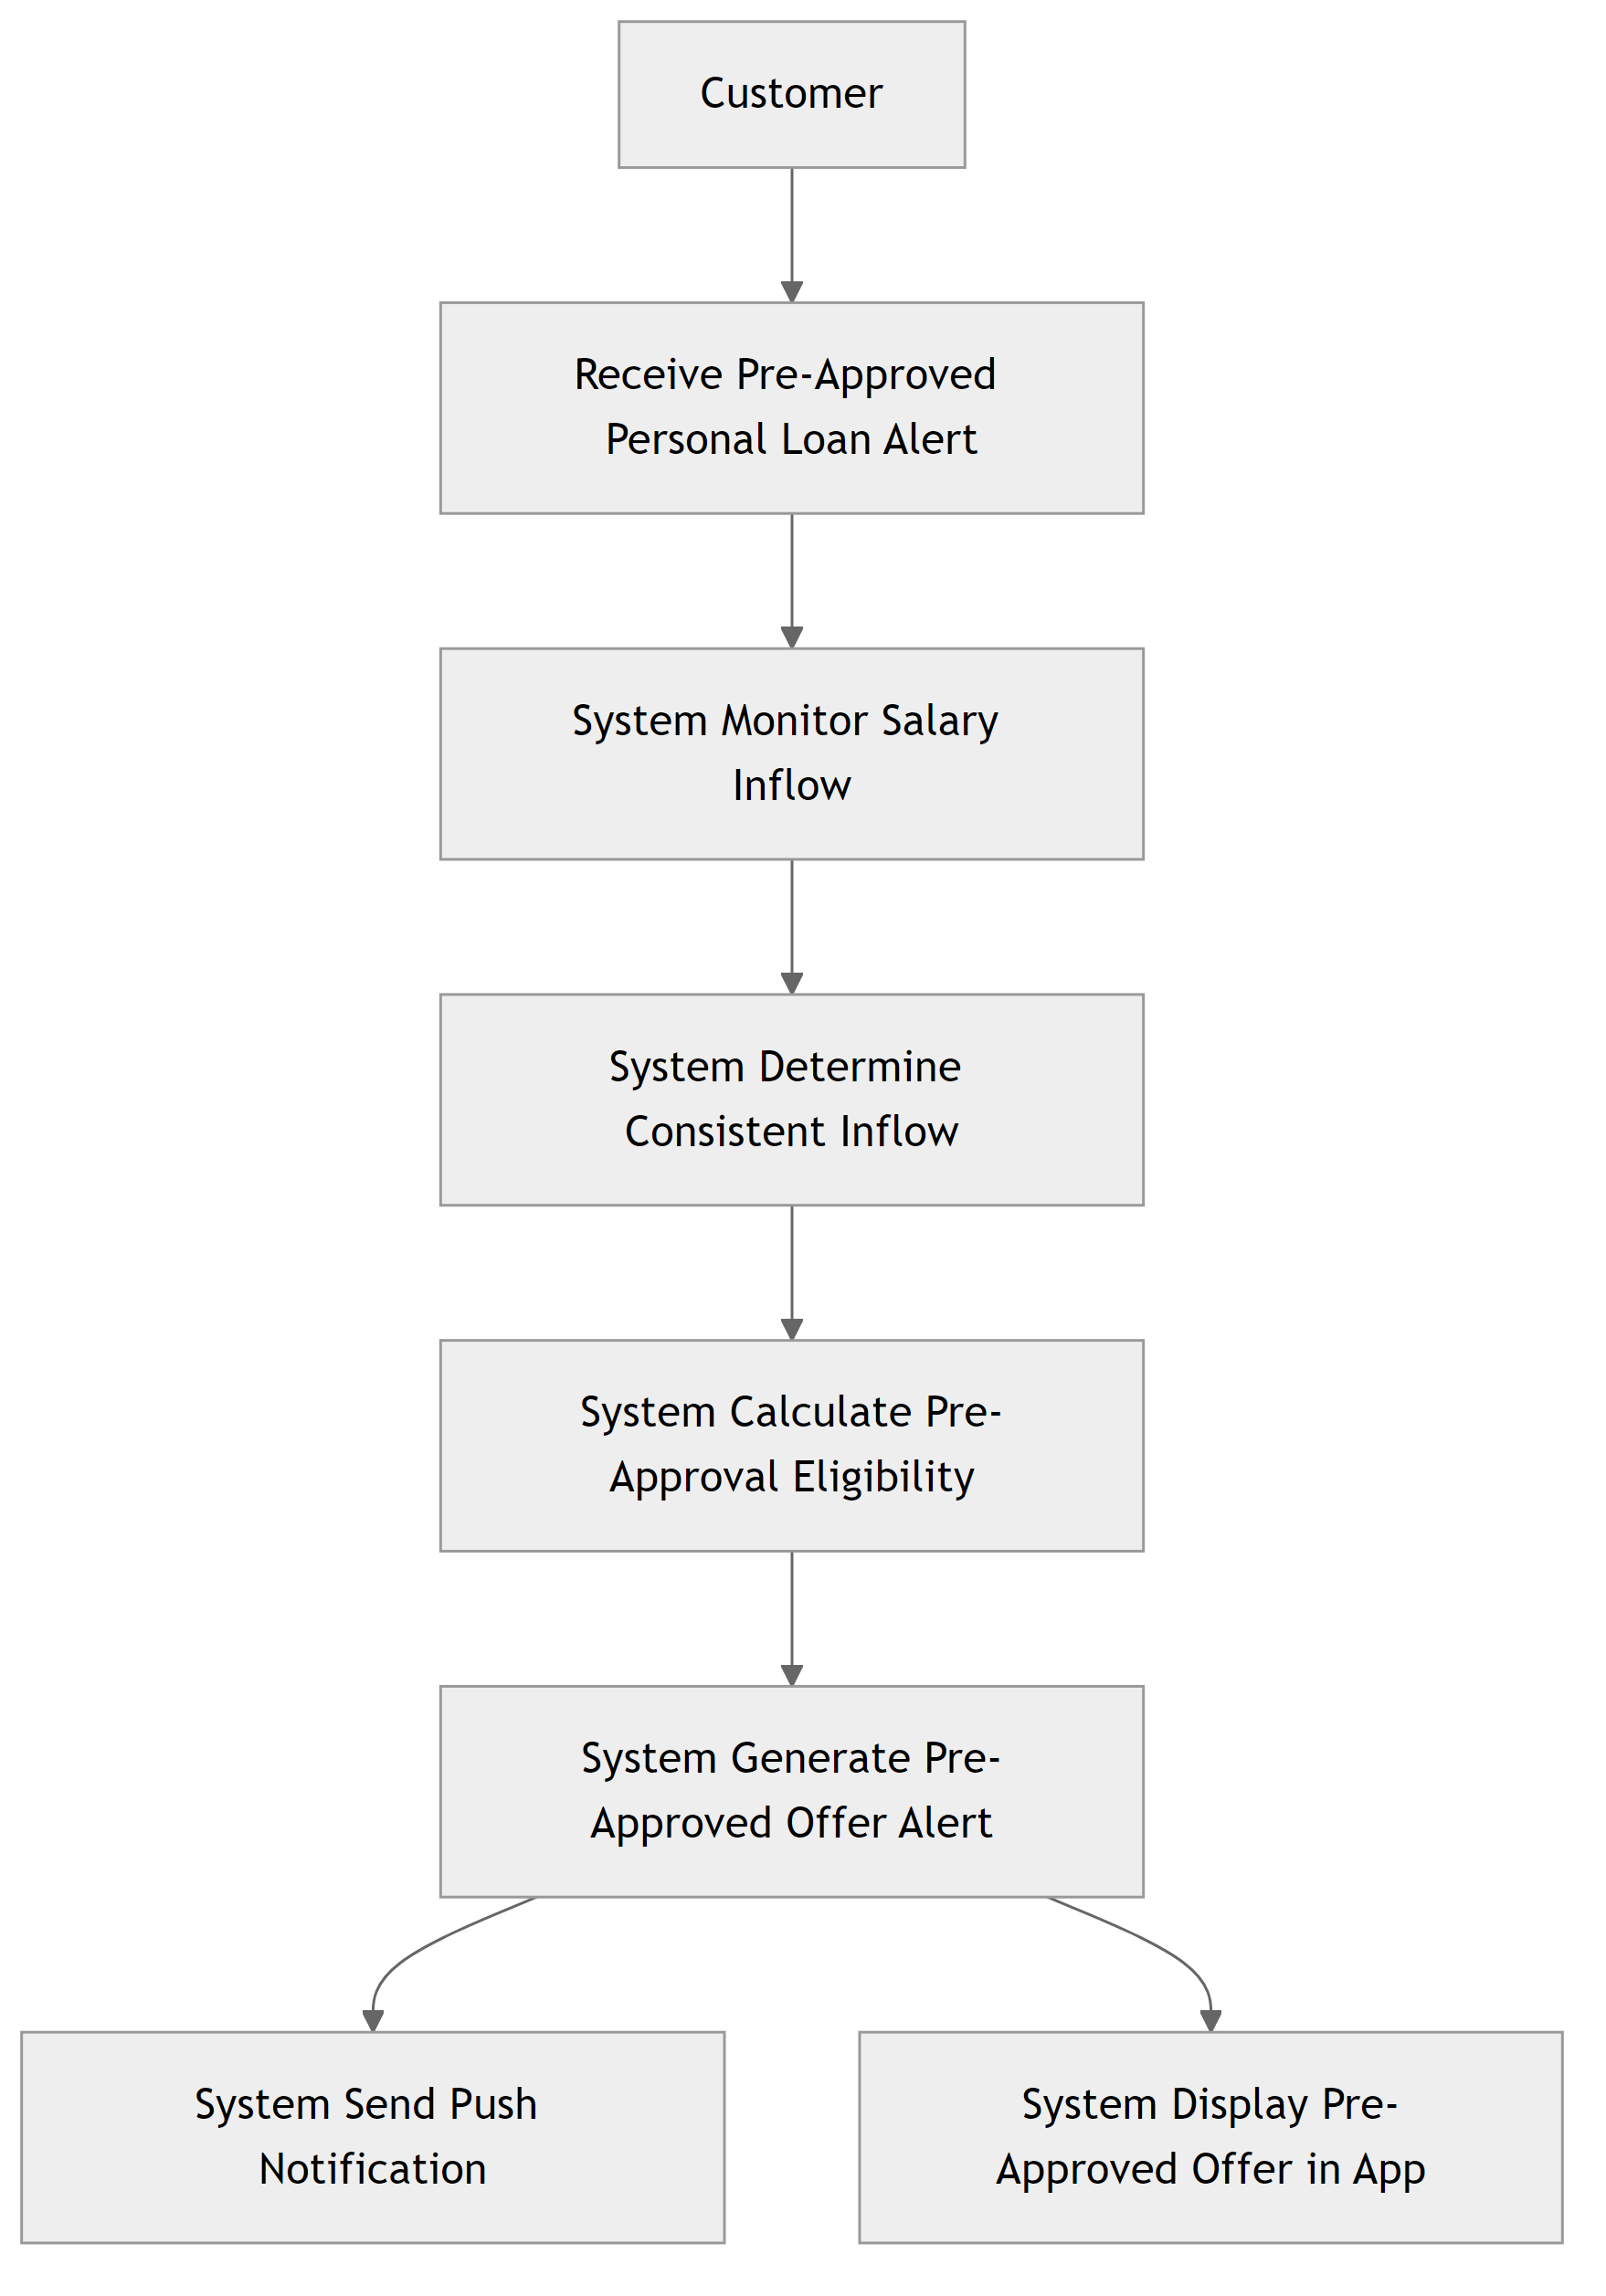 Customer
Receive Pre-Approved
Personal Loan Alert
System Monitor Salary
Inflow
System Determine
Consistent Inflow
System Calculate Pre-
Approval Eligibility
System Generate Pre-
Approved Offer Alert
System Send Push
Notification
System Display Pre-
Approved Offer in App